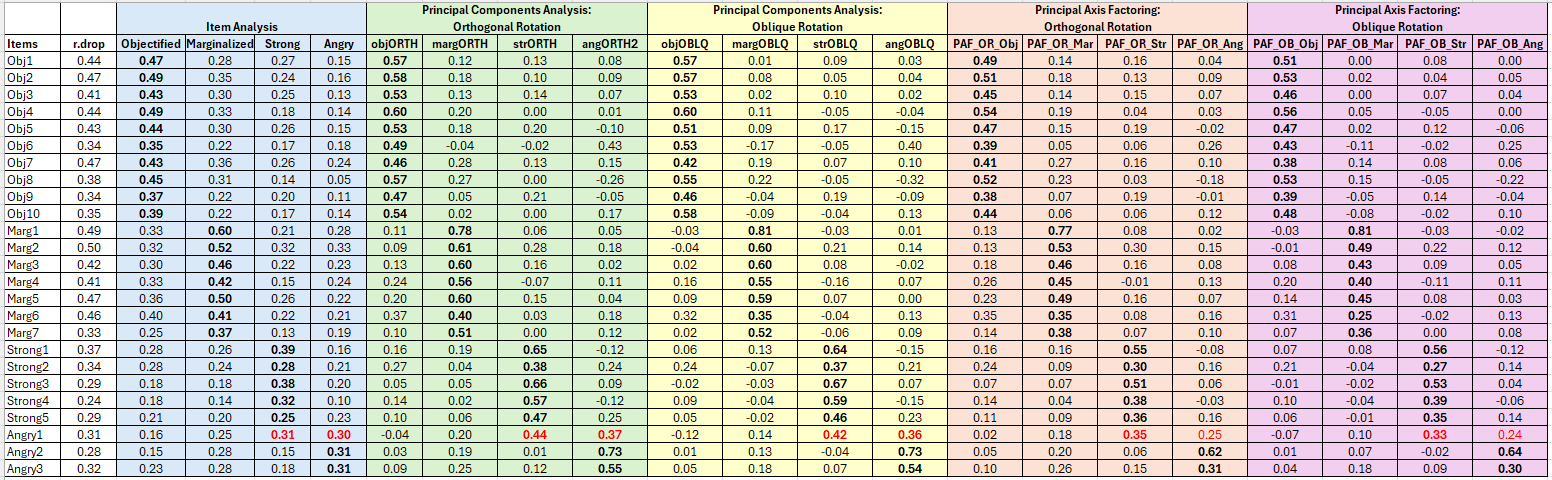 Principal Components Analysis: Principal Components Analysis: Principal Axis Factoring: Principal Axis Factoring:
Item Analysis Orthogonal Rotation Oblique Rotation Orthogonal Rotation Oblique Rotation
Items r.drop Objectified Marginalized Strong Angry objORTH margORTH strORTH angORTH2 objOBLQ margOBLQ strOBLQ angOBLQ PAF_OR_Obj PAF_OR_Mar PAF_OR_Str PAF_OR_Ang PAF_OB_Obj PAF_OB_Mar PAF_OB_Str PAF_OB_Ang
Obj1 0.44 0.47 0.28 0.27 0.15 0.57 0.12 0.13 0.08 0.57 0.01 0.09 0.03 0.49 0.14 0.16 0.04 0.51 0.00 0.08 0.00
Obj2 0.47 0.49 0.35 0.24 0.16 0.58 0.18 0.10 0.09 0.57 0.08 0.05 0.04 0.51 0.18 0.13 0.09 0.53 0.02 0.04 0.05
Obj3 0.41 0.43 0.30 0.25 0.13 0.53 0.13 0.14 0.07 0.53 0.02 0.10 0.02 0.45 0.14 0.15 0.07 0.46 0.00 0.07 0.04
Obj4 0.44 0.49 0.33 0.18 0.14 0.60 0.20 0.00 0.01 0.60 0.11 -0.05 -0.04 0.54 0.19 0.04 0.03 0.56 0.05 -0.05 0.00
Obj5 0.43 0.44 0.30 0.26 0.15 0.53 0.18 0.20 -0.10 0.51 0.09 0.17 -0.15 0.47 0.15 0.19 -0.02 0.47 0.02 0.12 -0.06
Obj6 0.34 0.35 0.22 0.17 0.18 0.49 -0.04 -0.02 0.43 0.53 -0.17 -0.05 0.40 0.39 0.05 0.06 0.26 0.43 -0.11 -0.02 0.25
Obj7 0.47 0.43 0.36 0.26 0.24 0.46 0.28 0.13 0.15 0.42 0.19 0.07 0.10 0.41 0.27 0.16 0.10 0.38 0.14 0.08 0.06
Obj8 0.38 0.45 0.31 0.14 0.05 0.57 0.27 0.00 -0.26 0.55 0.22 -0.05 -0.32 0.52 0.23 0.03 -0.18 0.53 0.15 -0.05 -0.22
Obj9 0.34 0.37 0.22 0.20 0.11 0.47 0.05 0.21 -0.05 0.46 -0.04 0.19 -0.09 0.38 0.07 0.19 -0.01 0.39 -0.05 0.14 -0.04
Obj10 0.35 0.39 0.22 0.17 0.14 0.54 0.02 0.00 0.17 0.58 -0.09 -0.04 0.13 0.44 0.06 0.06 0.12 0.48 -0.08 -0.02 0.10
Marg1 0.49 0.33 0.60 0.21 0.28 0.11 0.78 0.06 0.05 -0.03 0.81 -0.03 0.01 0.13 0.77 0.08 0.02 -0.03 0.81 -0.03 -0.02
Marg2 0.50 0.32 0.52 0.32 0.33 0.09 0.61 0.28 0.18 -0.04 0.60 0.21 0.14 0.13 0.53 0.30 0.15 -0.01 0.49 0.22 0.12
Marg3 0.42 0.30 0.46 0.22 0.23 0.13 0.60 0.16 0.02 0.02 0.60 0.08 -0.02 0.18 0.46 0.16 0.08 0.08 0.43 0.09 0.05
Marg4 0.41 0.33 0.42 0.15 0.24 0.24 0.56 -0.07 0.11 0.16 0.55 -0.16 0.07 0.26 0.45 -0.01 0.13 0.20 0.40 -0.11 0.11
Marg5 0.47 0.36 0.50 0.26 0.22 0.20 0.60 0.15 0.04 0.09 0.59 0.07 0.00 0.23 0.49 0.16 0.07 0.14 0.45 0.08 0.03
Marg6 0.46 0.40 0.41 0.22 0.21 0.37 0.40 0.03 0.18 0.32 0.35 -0.04 0.13 0.35 0.35 0.08 0.16 0.31 0.25 -0.02 0.13
Marg7 0.33 0.25 0.37 0.13 0.19 0.10 0.51 0.00 0.12 0.02 0.52 -0.06 0.09 0.14 0.38 0.07 0.10 0.07 0.36 0.00 0.08
Strong1 0.37 0.28 0.26 0.39 0.16 0.16 0.19 0.65 -0.12 0.06 0.13 0.64 -0.15 0.16 0.16 0.55 -0.08 0.07 0.08 0.56 -0.12
Strong2 0.34 0.28 0.24 0.28 0.21 0.27 0.04 0.38 0.24 0.24 -0.07 0.37 0.21 0.24 0.09 0.30 0.16 0.21 -0.04 0.27 0.14
Strong3 0.29 0.18 0.18 0.38 0.20 0.05 0.05 0.66 0.09 -0.02 -0.03 0.67 0.07 0.07 0.07 0.51 0.06 -0.01 -0.02 0.53 0.04
Strong4 0.24 0.18 0.14 0.32 0.10 0.14 0.02 0.57 -0.12 0.09 -0.04 0.59 -0.15 0.14 0.04 0.38 -0.03 0.10 -0.04 0.39 -0.06
Strong5 0.29 0.21 0.20 0.25 0.23 0.10 0.06 0.47 0.25 0.05 -0.02 0.46 0.23 0.11 0.09 0.36 0.16 0.06 -0.01 0.35 0.14
Angry1 0.31 0.16 0.25 0.31 0.30 -0.04 0.20 0.44 0.37 -0.12 0.14 0.42 0.36 0.02 0.18 0.35 0.25 -0.07 0.10 0.33 0.24
Angry2 0.28 0.15 0.28 0.15 0.31 0.03 0.19 0.01 0.73 0.01 0.13 -0.04 0.73 0.05 0.20 0.06 0.62 0.01 0.07 -0.02 0.64
Angry3 0.32 0.23 0.28 0.18 0.31 0.09 0.25 0.12 0.55 0.05 0.18 0.07 0.54 0.10 0.26 0.15 0.31 0.04 0.18 0.09 0.30